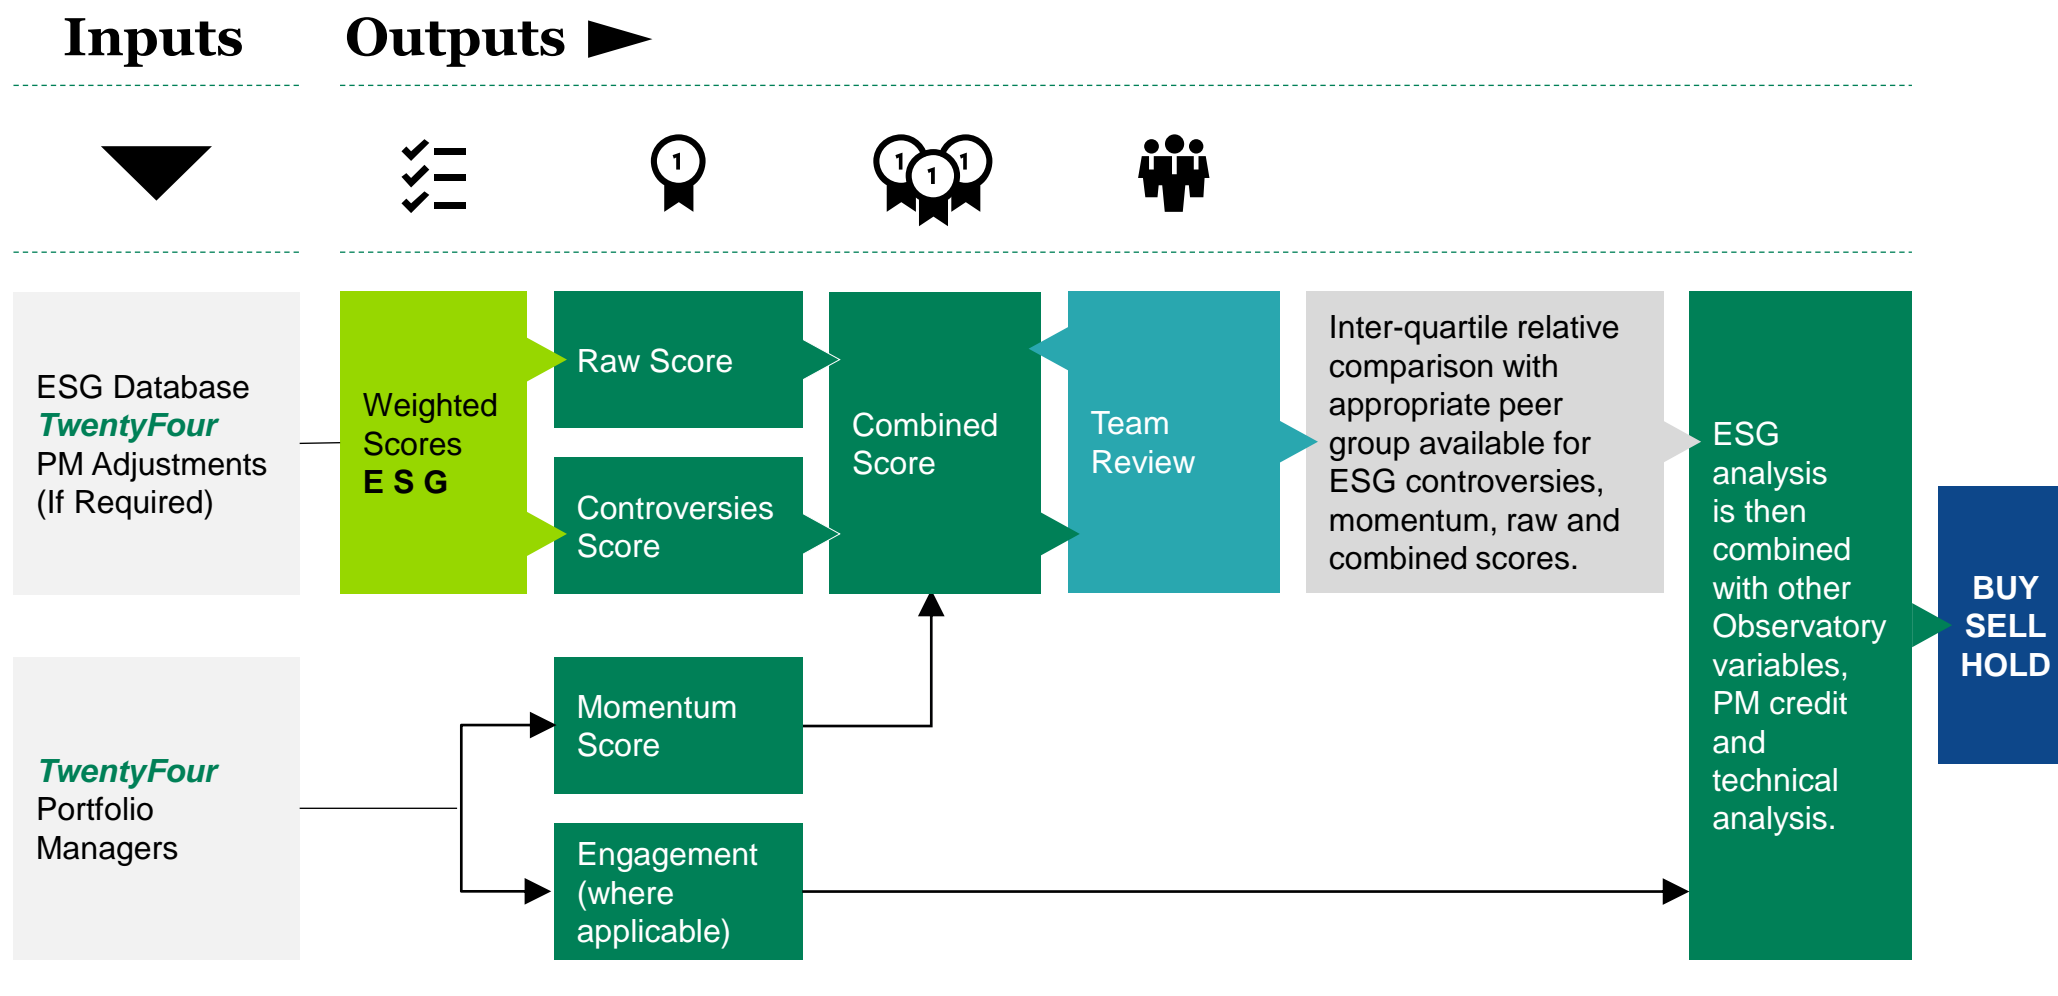 Inputs
Outputs
1
1
1
1
ESG Database
TwentyFour
PM Adjustments
(If Required)
Weighted
Scores
E S G
Raw Score
Controversies
Score
Combined
Score
Team
Review
Inter-quartile relative
comparison with
appropriate peer
group available for
ESG controversies,
momentum, raw and
combined scores.
ESG
analysis
is then
combined
with other
Observatory
variables,
PM credit
and
technical
analysis.
BUY
SELL
HOLD
TwentyFour
Portfolio
Managers
Momentum
Score
Engagement
(where
applicable)